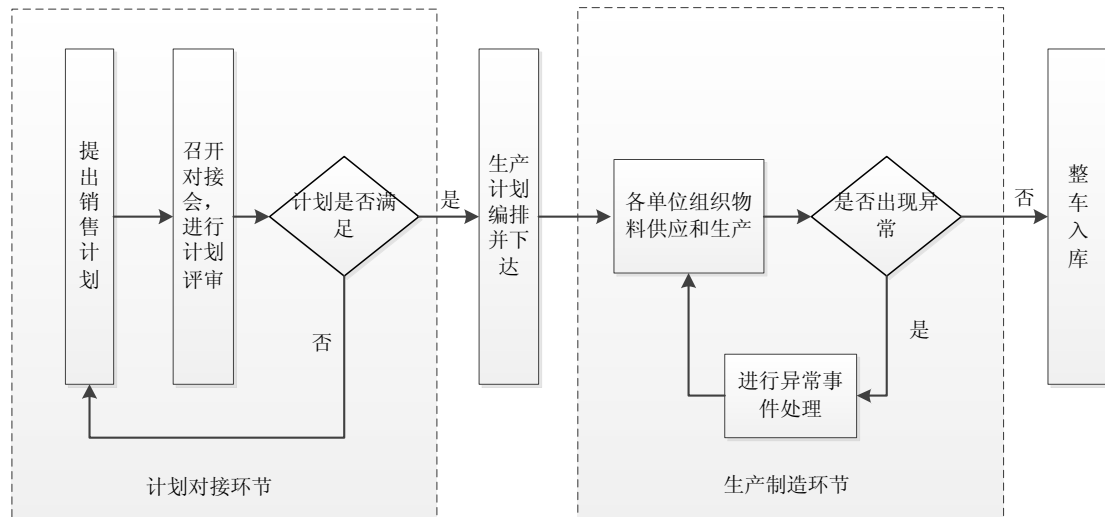 提
出
销
售
计
划
召开
对接
会，
进行
计划
评审
计划是否满
足
是
否
计划对接环节
生产
计划
编排
并下
达
各单位组织物
料供应和生产
是否出现异
常
否
是
进行异常事
件处理
生产制造环节
整
车
入
库